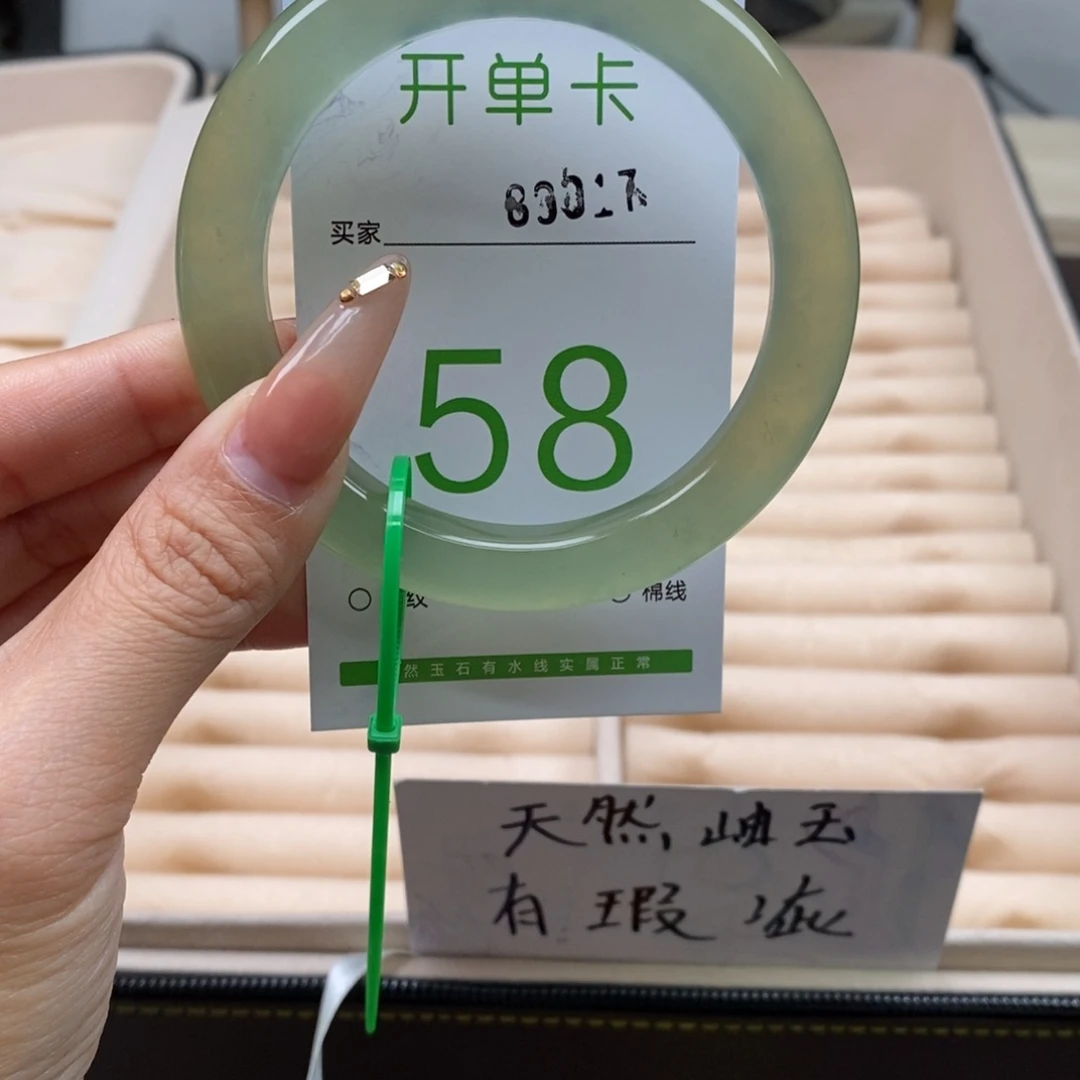 开单卡
买家
58
纹 棉线
然玉石有水线实属正常
天然岫玉
有瑕疵